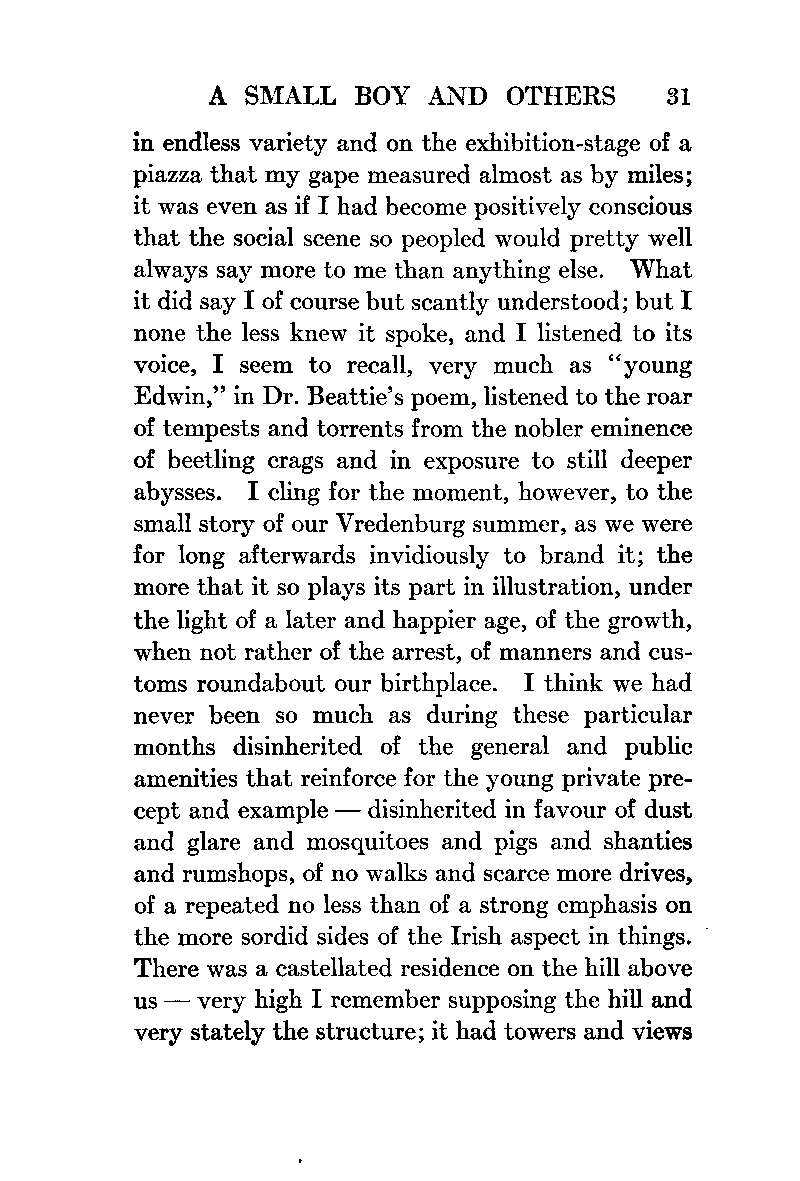 A SMALL BOY AND OTHERS 31
in endless variety and on the exhibition-stage of a
piazza that my gape measured almost as by miles;
it was even as if I had become positively conscious
that the social scene so peopled would pretty well
always say more to me than anything else. What
it did say I of course but scantly understood; but I
none the less knew it spoke, and I listened to its
voice, I seem to recall, very much as “young
Edwin,” in Dr. Beattie’s poem, listened to the roar
of tempests and torrents from the nobler eminence
of beetling crags and in exposure to still deeper
abysses. I cling for the moment, however, to the
small story of our Vredenburg summer, as we were
for long afterwards invidiously to brand it; the
more that it so plays its part in illustration, under
the light of a later and happier age, of the growth,
when not rather of the arrest, of manners and cus-
toms roundabout our birthplace. I think we had
never been so much as during these particular
months disinherited of the general and public
amenities that reinforce for the young private pre-
cept and example — disinherited in favour of dust
and glare and mosquitoes and pigs and shanties
and rumshops, of no walks and scarce more drives,
of a repeated no less than of a strong emphasis on
the more sordid sides of the Irish aspect in things.
There was a castellated residence on the hill above
us — very high I remember supposing the hill and
very stately the structure; it had towers and views